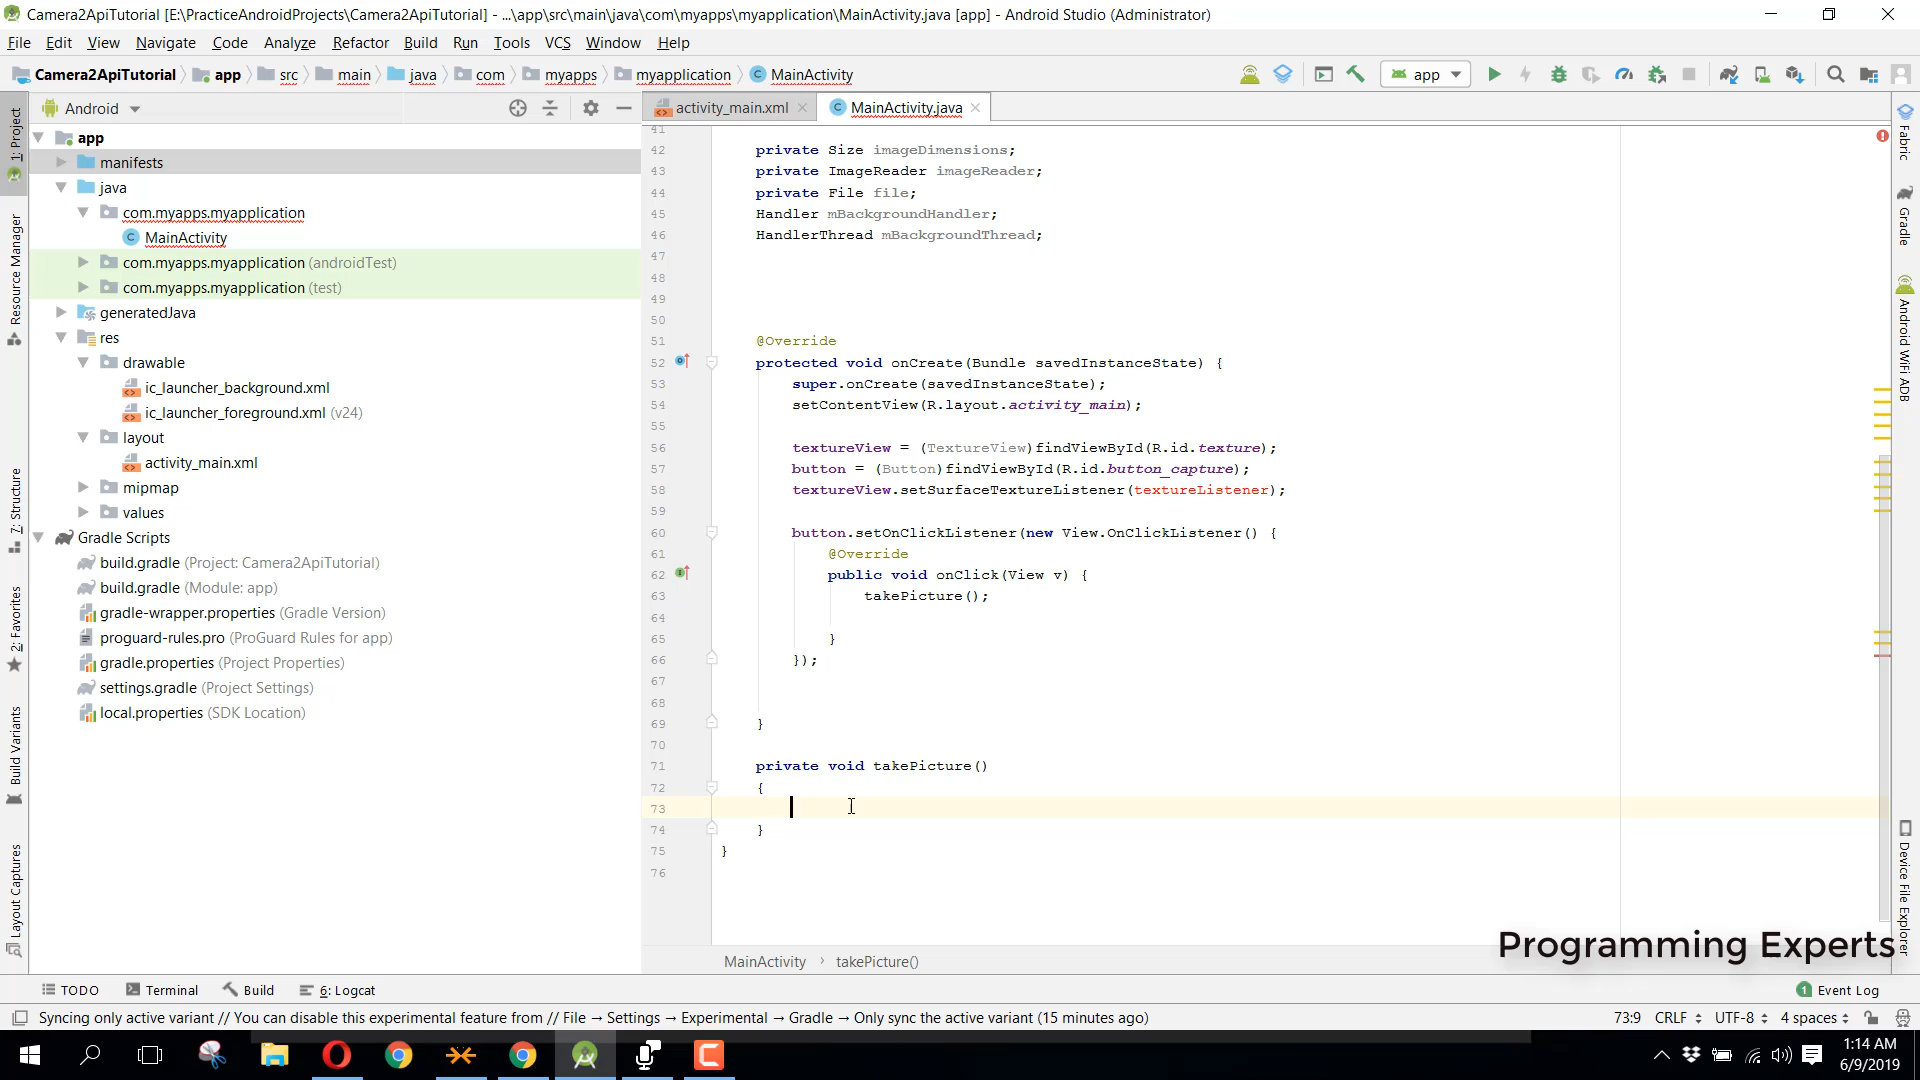 Camera2ApiTutorial [E:\PracticeAndroidProjects\Camera2ApiTutorial] - ...\app\src\main\java\com\myapps\myapplication\MainActivity.java [app] - Android Studio (Administrator)
File Edit View Navigate Code Analyze Refactor Build Run Tools VCS Window Help
Camera2ApiTutorial app src main java com myapps myapplication MainActivity app
Android
activity_main.xml MainActivity.java
1: Project
Resource Manager
7: Structure
2: Favorites
Build Variants
Layout Captures
app
manifests
java
com.myapps.myapplication
MainActivity
com.myapps.myapplication (androidTest)
com.myapps.myapplication (test)
generatedJava
res
drawable
ic_launcher_background.xml
ic_launcher_foreground.xml (v24)
layout
activity_main.xml
mipmap
values
Gradle Scripts
build.gradle (Project: Camera2ApiTutorial)
build.gradle (Module: app)
gradle-wrapper.properties (Gradle Version)
proguard-rules.pro (ProGuard Rules for app)
gradle.properties (Project Properties)
settings.gradle (Project Settings)
local.properties (SDK Location)
41
42 private Size imageDimensions;
43 private ImageReader imageReader;
44 private File file;
45 Handler mBackgroundHandler;
46 HandlerThread mBackgroundThread;
47
48
49
50
51 @Override
52 protected void onCreate(Bundle savedInstanceState) {
53 super.onCreate(savedInstanceState);
54 setContentView(R.layout.activity_main);
55
56 textureView = (TextureView)findViewById(R.id.texture);
57 button = (Button)findViewById(R.id.button_capture);
58 textureView.setSurfaceTextureListener(textureListener);
59
60 button.setOnClickListener(new View.OnClickListener() {
61 @Override
62 public void onClick(View v) {
63 takePicture();
64
65 }
66 });
67
68
69 }
70
71 private void takePicture()
72 {
73
74 }
75 }
76
MainActivity › takePicture()
Fabric
Gradle
Android WiFi ADB
Device File Explorer
Programming Experts
TODO Terminal Build 6: Logcat 1 Event Log
Syncing only active variant // You can disable this experimental feature from // File → Settings → Experimental → Gradle → Only sync the active variant (15 minutes ago) 73:9 CRLF UTF-8 4 spaces
1:14 AM
6/9/2019